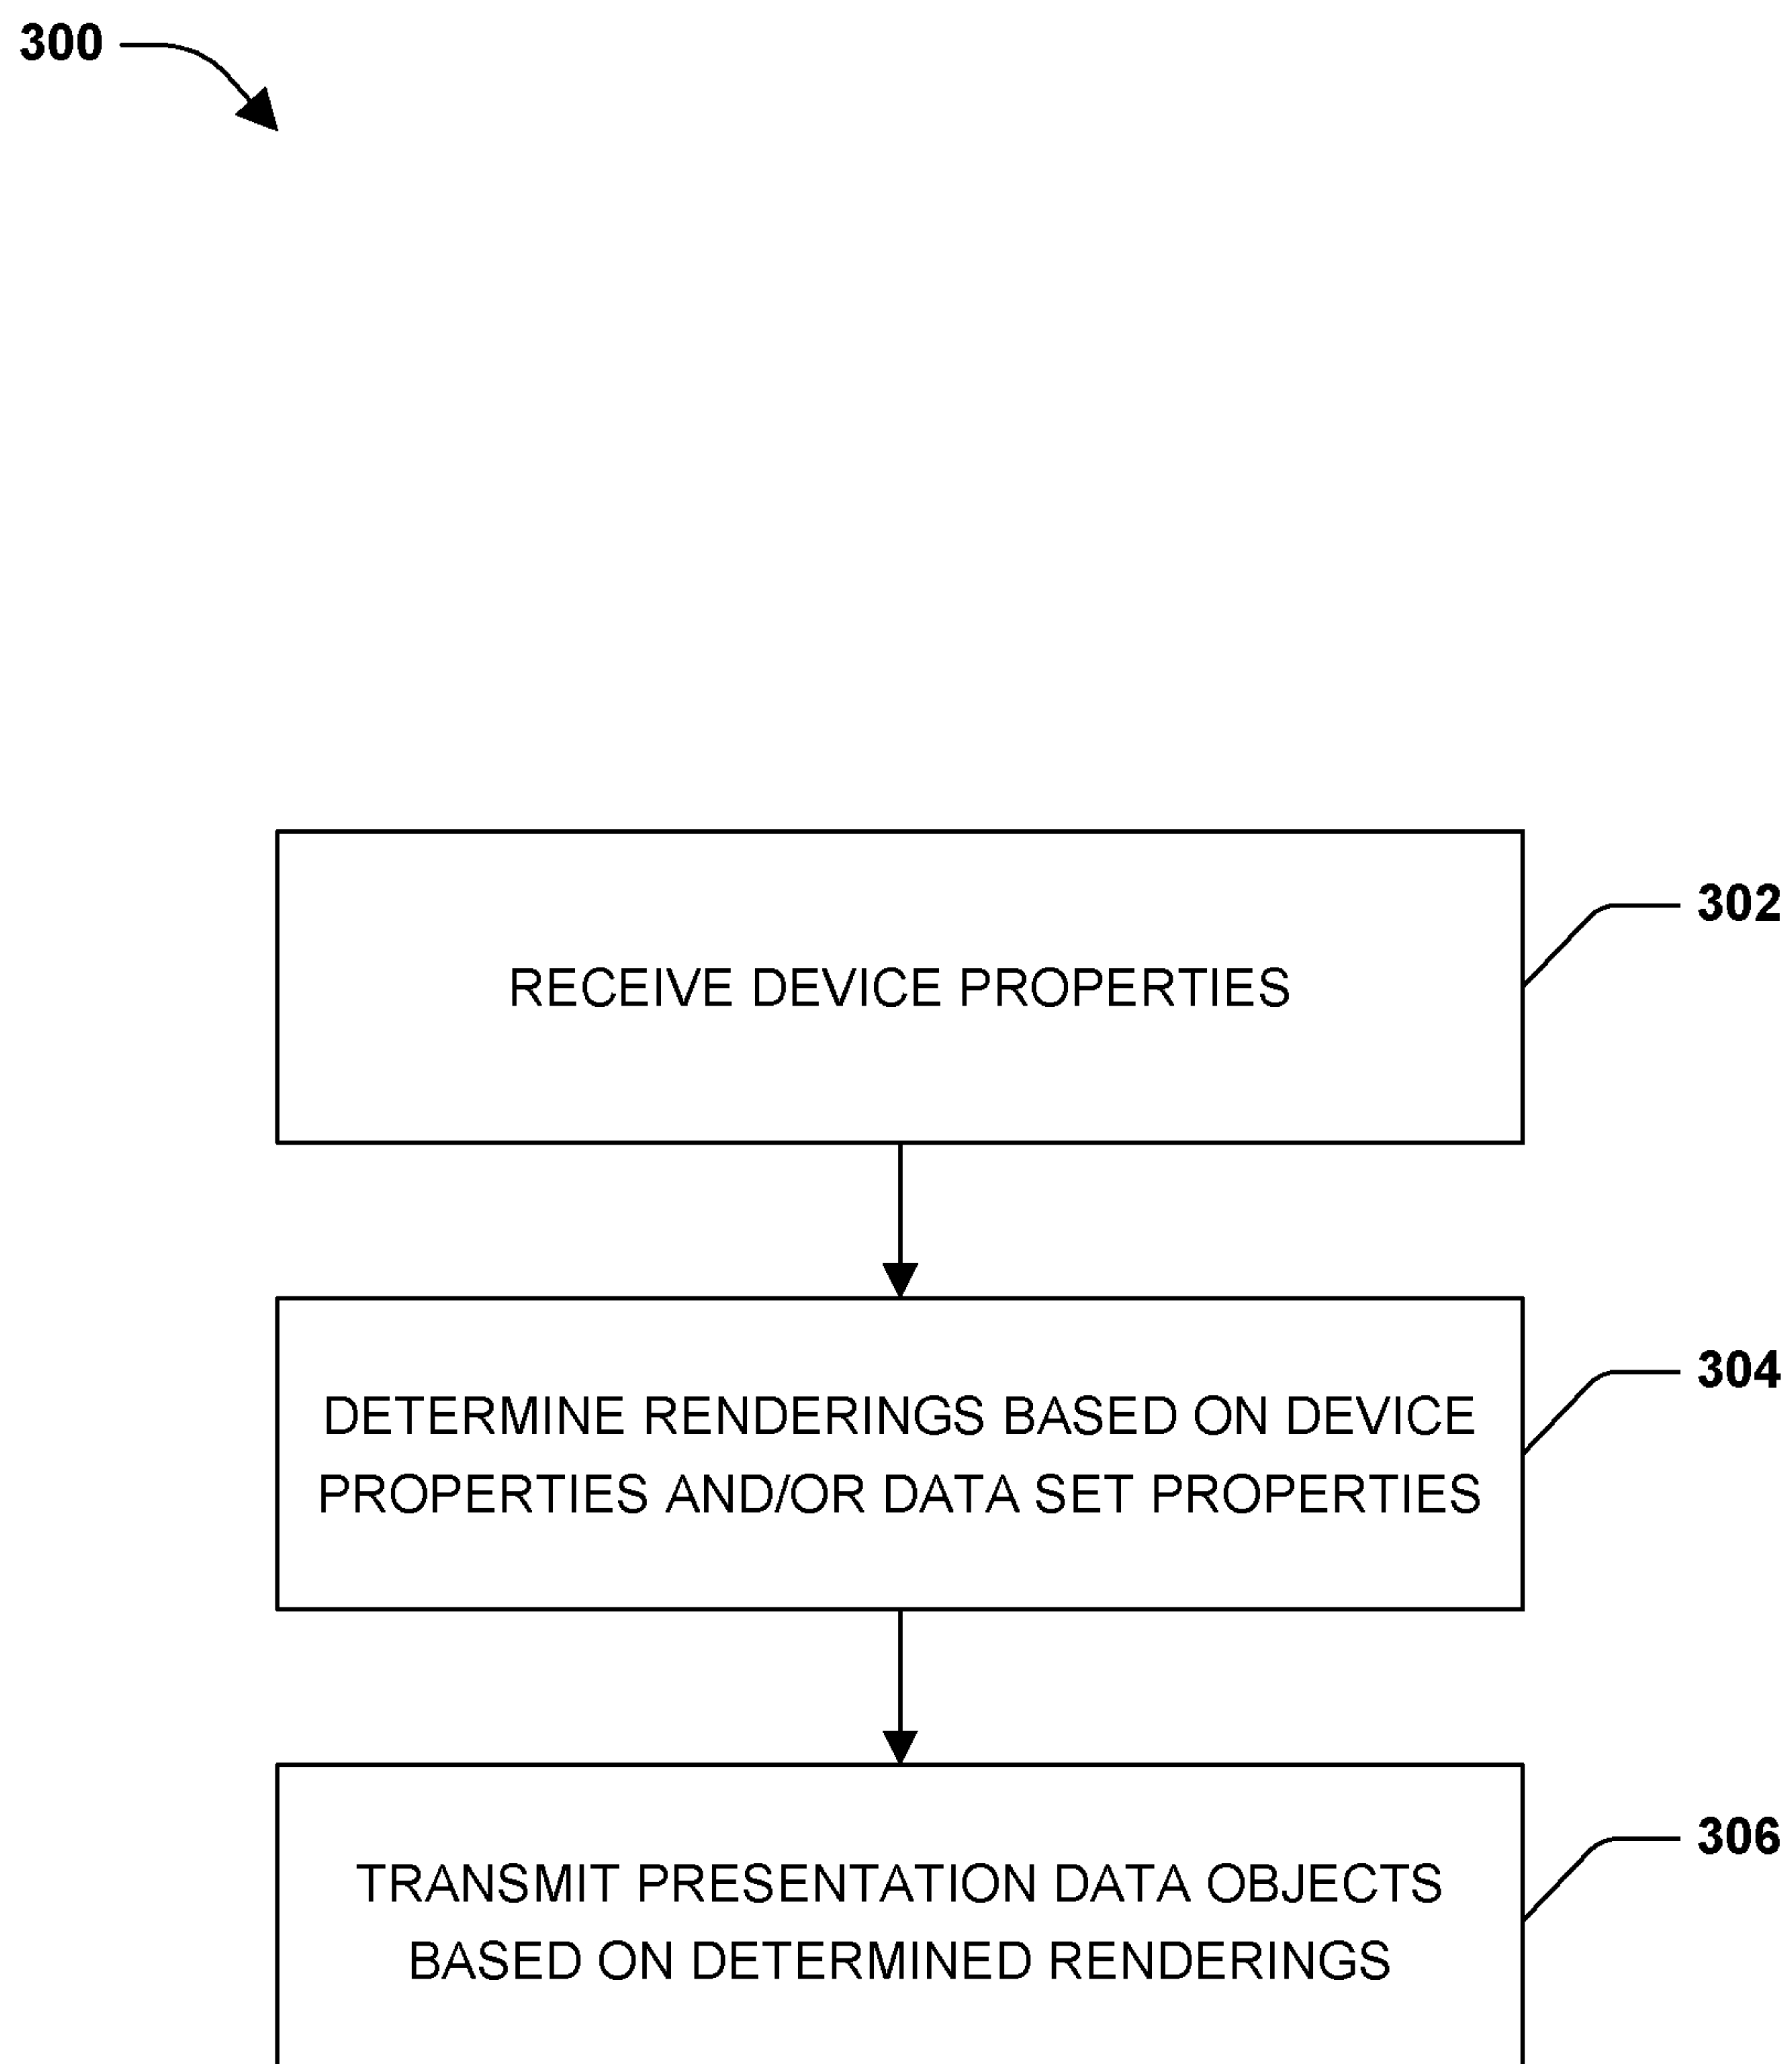 300
RECEIVE DEVICE PROPERTIES
302
DETERMINE RENDERINGS BASED ON DEVICE
PROPERTIES AND/OR DATA SET PROPERTIES
304
TRANSMIT PRESENTATION DATA OBJECTS
BASED ON DETERMINED RENDERINGS
306